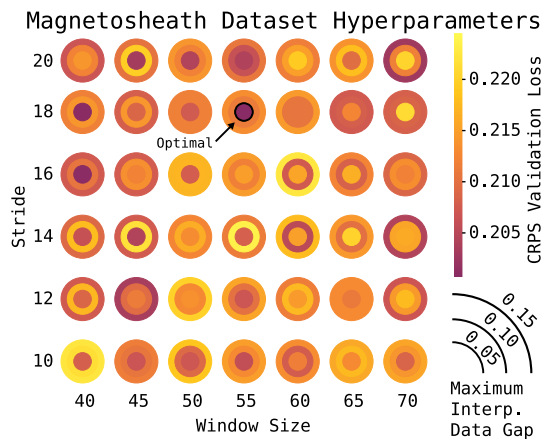 Magnetosheath Dataset Hyperparameters
20
18
16
14
12
10
Stride
Optimal
40 45 50 55 60 65 70
Window Size
0.220
0.215
0.210
0.205
CRPS Validation Loss
0.15
0.10
0.05
Maximum
Interp.
Data Gap